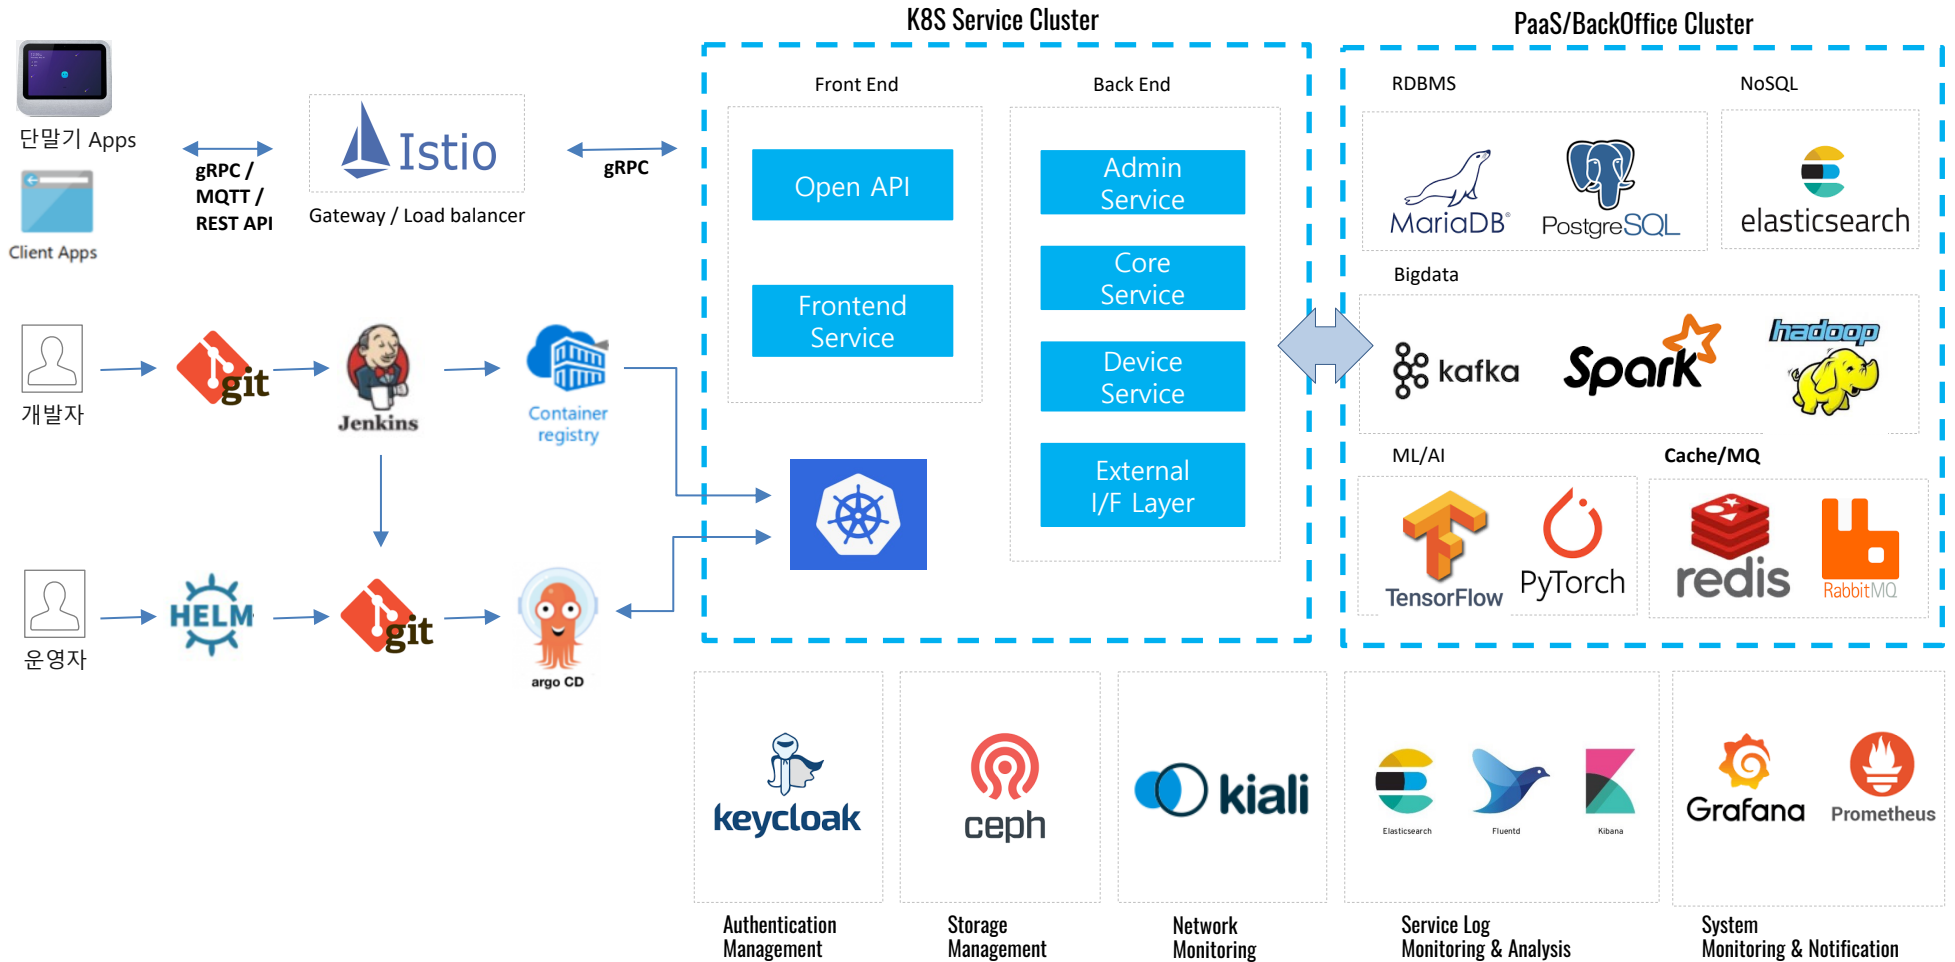 K8S Service Cluster
PaaS/BackOffice Cluster
단말기 Apps
Client Apps
gRPC /
MQTT /
REST API
Istio
Gateway / Load balancer
gRPC
Front End
Open API
Frontend
Service
Back End
Admin
Service
Core
Service
Device
Service
External
I/F Layer
RDBMS
MariaDB®
PostgreSQL
NoSQL
elasticsearch
Bigdata
kafka
Spark
hadoop
ML/AI
TensorFlow
PyTorch
Cache/MQ
redis
RabbitMQ
개발자
git
Jenkins
Container
registry
운영자
HELM
git
argo CD
keycloak
Authentication
Management
ceph
Storage
Management
kiali
Network
Monitoring
Elasticsearch
Fluentd
Kibana
Service Log
Monitoring & Analysis
Grafana
Prometheus
System
Monitoring & Notification